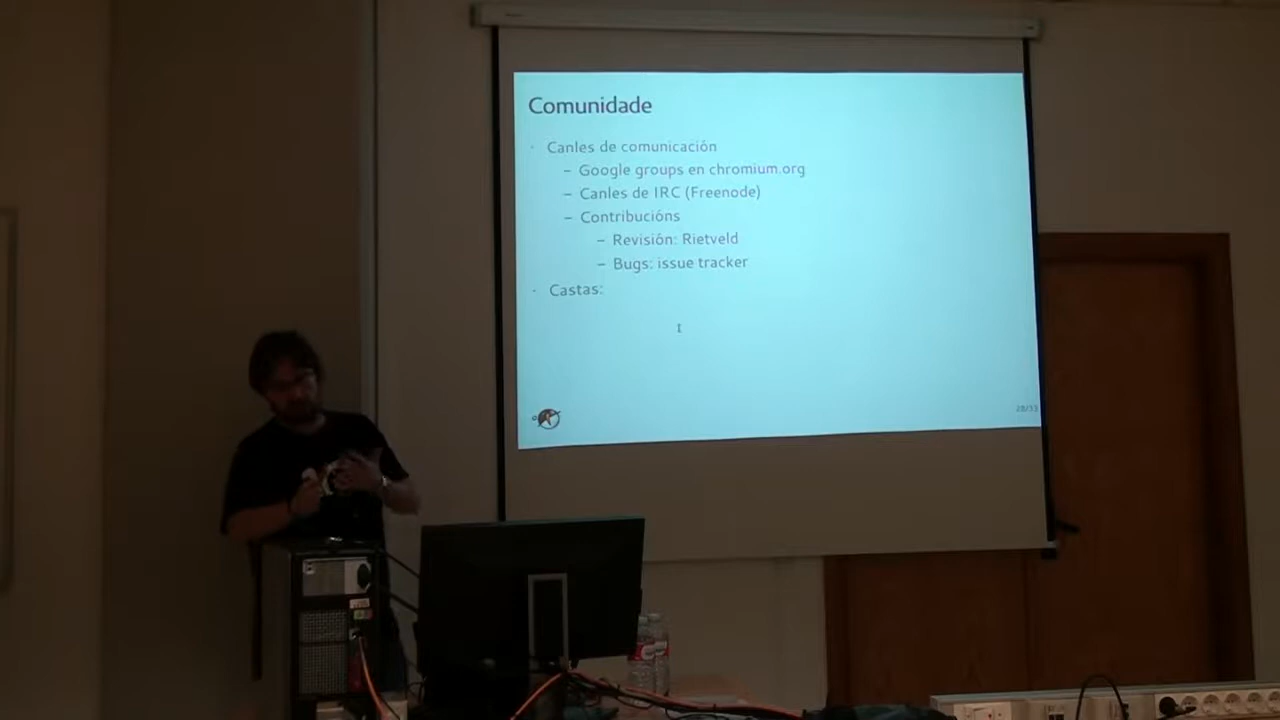 Comunidade
· Canles de comunicación
– Google groups en chromium.org
– Canles de IRC (Freenode)
– Contribucións
– Revisión: Rietveld
– Bugs: issue tracker
· Castas: